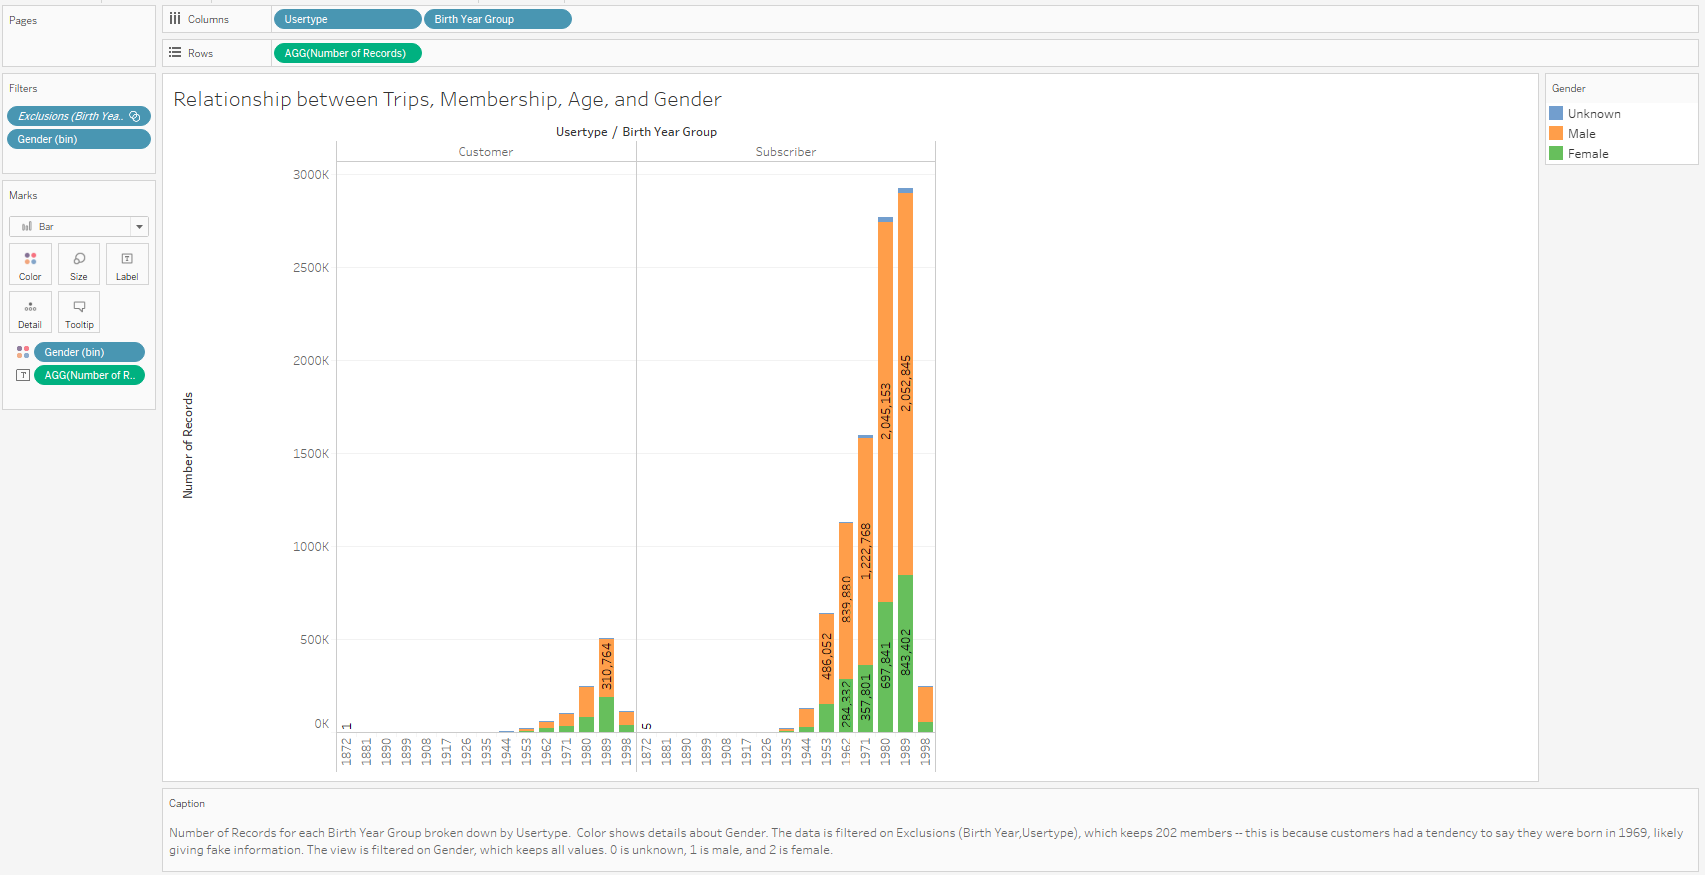 Pages
Columns
Usertype
Birth Year Group
Rows
AGG(Number of Records)
Filters
Exclusions (Birth Yea..
Gender (bin)
Marks
Bar
Color
Size
Label
Detail
Tooltip
Gender (bin)
AGG(Number of R..
Relationship between Trips, Membership, Age, and Gender
Usertype / Birth Year Group
Customer
Subscriber
Number of Records
3000K
2500K
2000K
1500K
1000K
500K
0K
1
310,764
5
486,052
839,880
284,332
1,222,768
357,801
2,045,153
697,841
2,052,845
843,402
1872 1881 1890 1899 1908 1917 1926 1935 1944 1953 1962 1971 1980 1989 1998
1872 1881 1890 1899 1908 1917 1926 1935 1944 1953 1962 1971 1980 1989 1998
Gender
Unknown
Male
Female
Caption
Number of Records for each Birth Year Group broken down by Usertype. Color shows details about Gender. The data is filtered on Exclusions (Birth Year,Usertype), which keeps 202 members -- this is because customers had a tendency to say they were born in 1969, likely
giving fake information. The view is filtered on Gender, which keeps all values. 0 is unknown, 1 is male, and 2 is female.